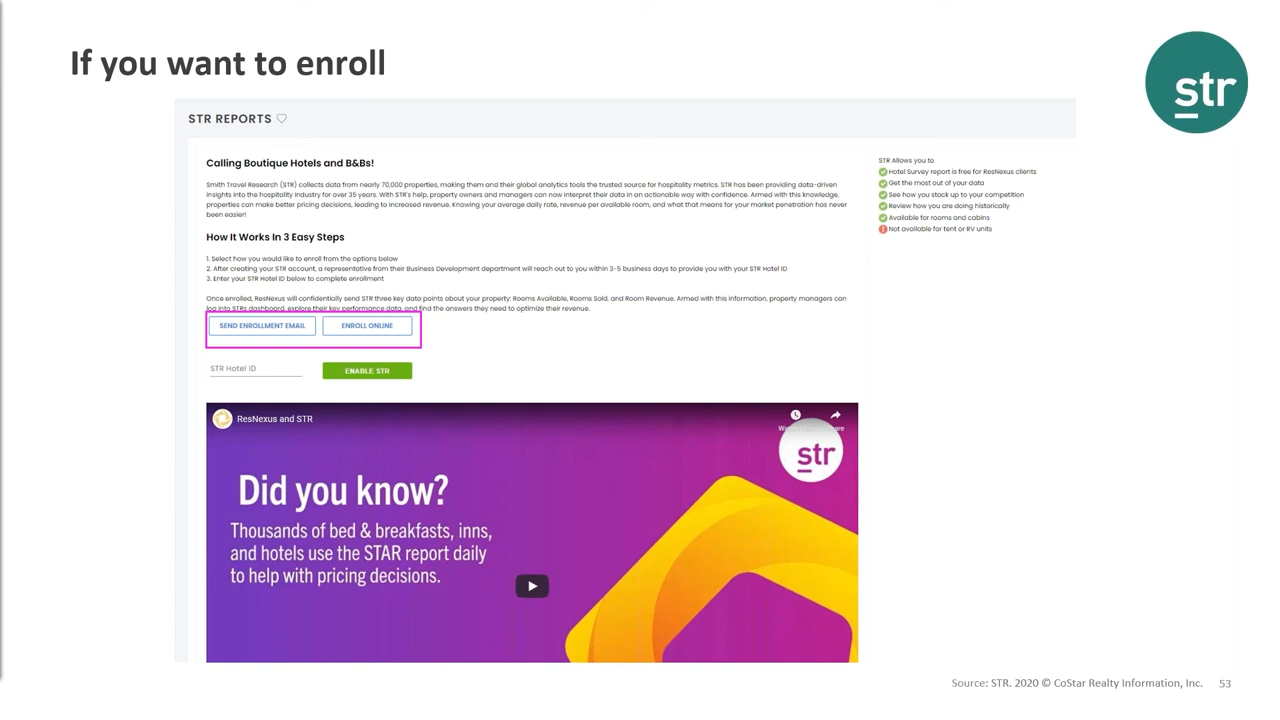 If you want to enroll
str
STR REPORTS
Calling Boutique Hotels and B&Bs!
Smith Travel Research (STR) collects data from nearly 70,000 properties, making them and their global analytics tools the trusted source for hospitality metrics. STR has been providing data-driven
insights into the hospitality industry for over 35 years. With STR's help, property owners and managers can now interpret their data in an actionable way with confidence. Armed with this knowledge,
properties can make better pricing decisions, leading to increased revenue. Knowing your average daily rate, revenue per available room, and what that means for your market penetration has never
been easier!
How It Works In 3 Easy Steps
1. Select how you would like to enroll from the options below
2. After creating your STR account, a representative from their Business Development department will reach out to you within 3-5 business days to provide you with your STR Hotel ID
3. Enter your STR Hotel ID below to complete enrollment
Once enrolled, ResNexus will confidentially send STR three key data points about your property: Rooms Available, Rooms Sold, and Room Revenue. Armed with this information, property managers can
log into STRs dashboard, explore their key performance data, and find the answers they need to optimize their revenue.
SEND ENROLLMENT EMAIL
ENROLL ONLINE
STR Hotel ID
ENABLE STR
STR Allows you to
Hotel Survey report is free for ResNexus clients
Get the most out of your data
See how you stack up to your competition
Review how you are doing historically
Available for rooms and cabins
Not available for tent or RV units
ResNexus and STR
str
Did you know?
Thousands of bed & breakfasts, inns,
and hotels use the STAR report daily
to help with pricing decisions.
Source: STR. 2020 © CoStar Realty Information, Inc.
53